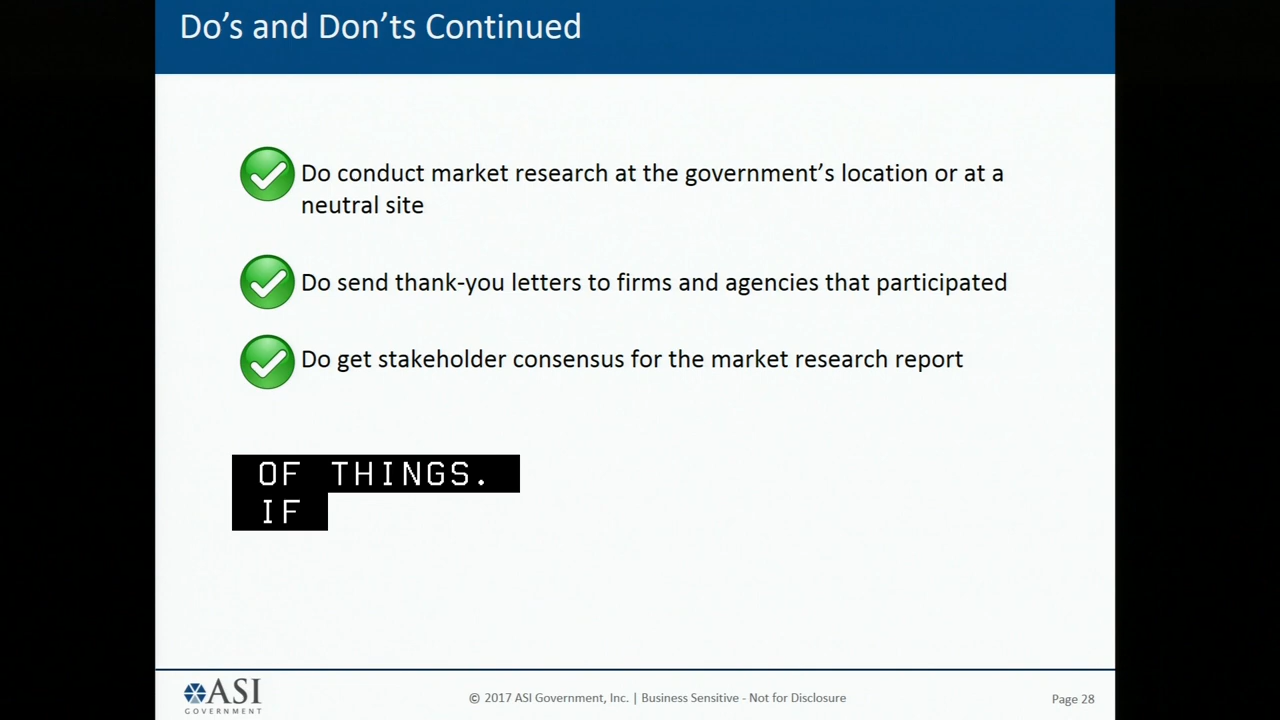 Do's and Don'ts Continued
Do conduct market research at the government's location or at a
neutral site
Do send thank-you letters to firms and agencies that participated
Do get stakeholder consensus for the market research report
OF THINGS.
IF
ASI
GOVERNMENT
© 2017 ASI Government, Inc. | Business Sensitive - Not for Disclosure
Page 28